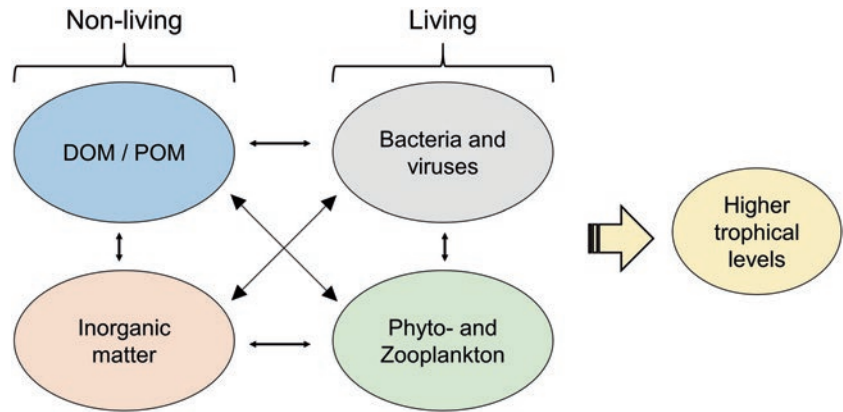 Non-living
Living
DOM / POM
Bacteria and
viruses
Higher
trophical
levels
Inorganic
matter
Phyto- and
Zooplankton